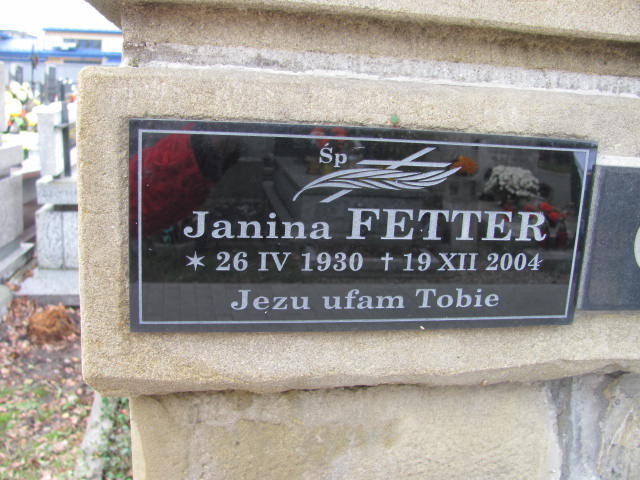 Śp
Janina FETTER
* 26 IV 1930 † 19 XII 2004
Jezu ufam Tobie